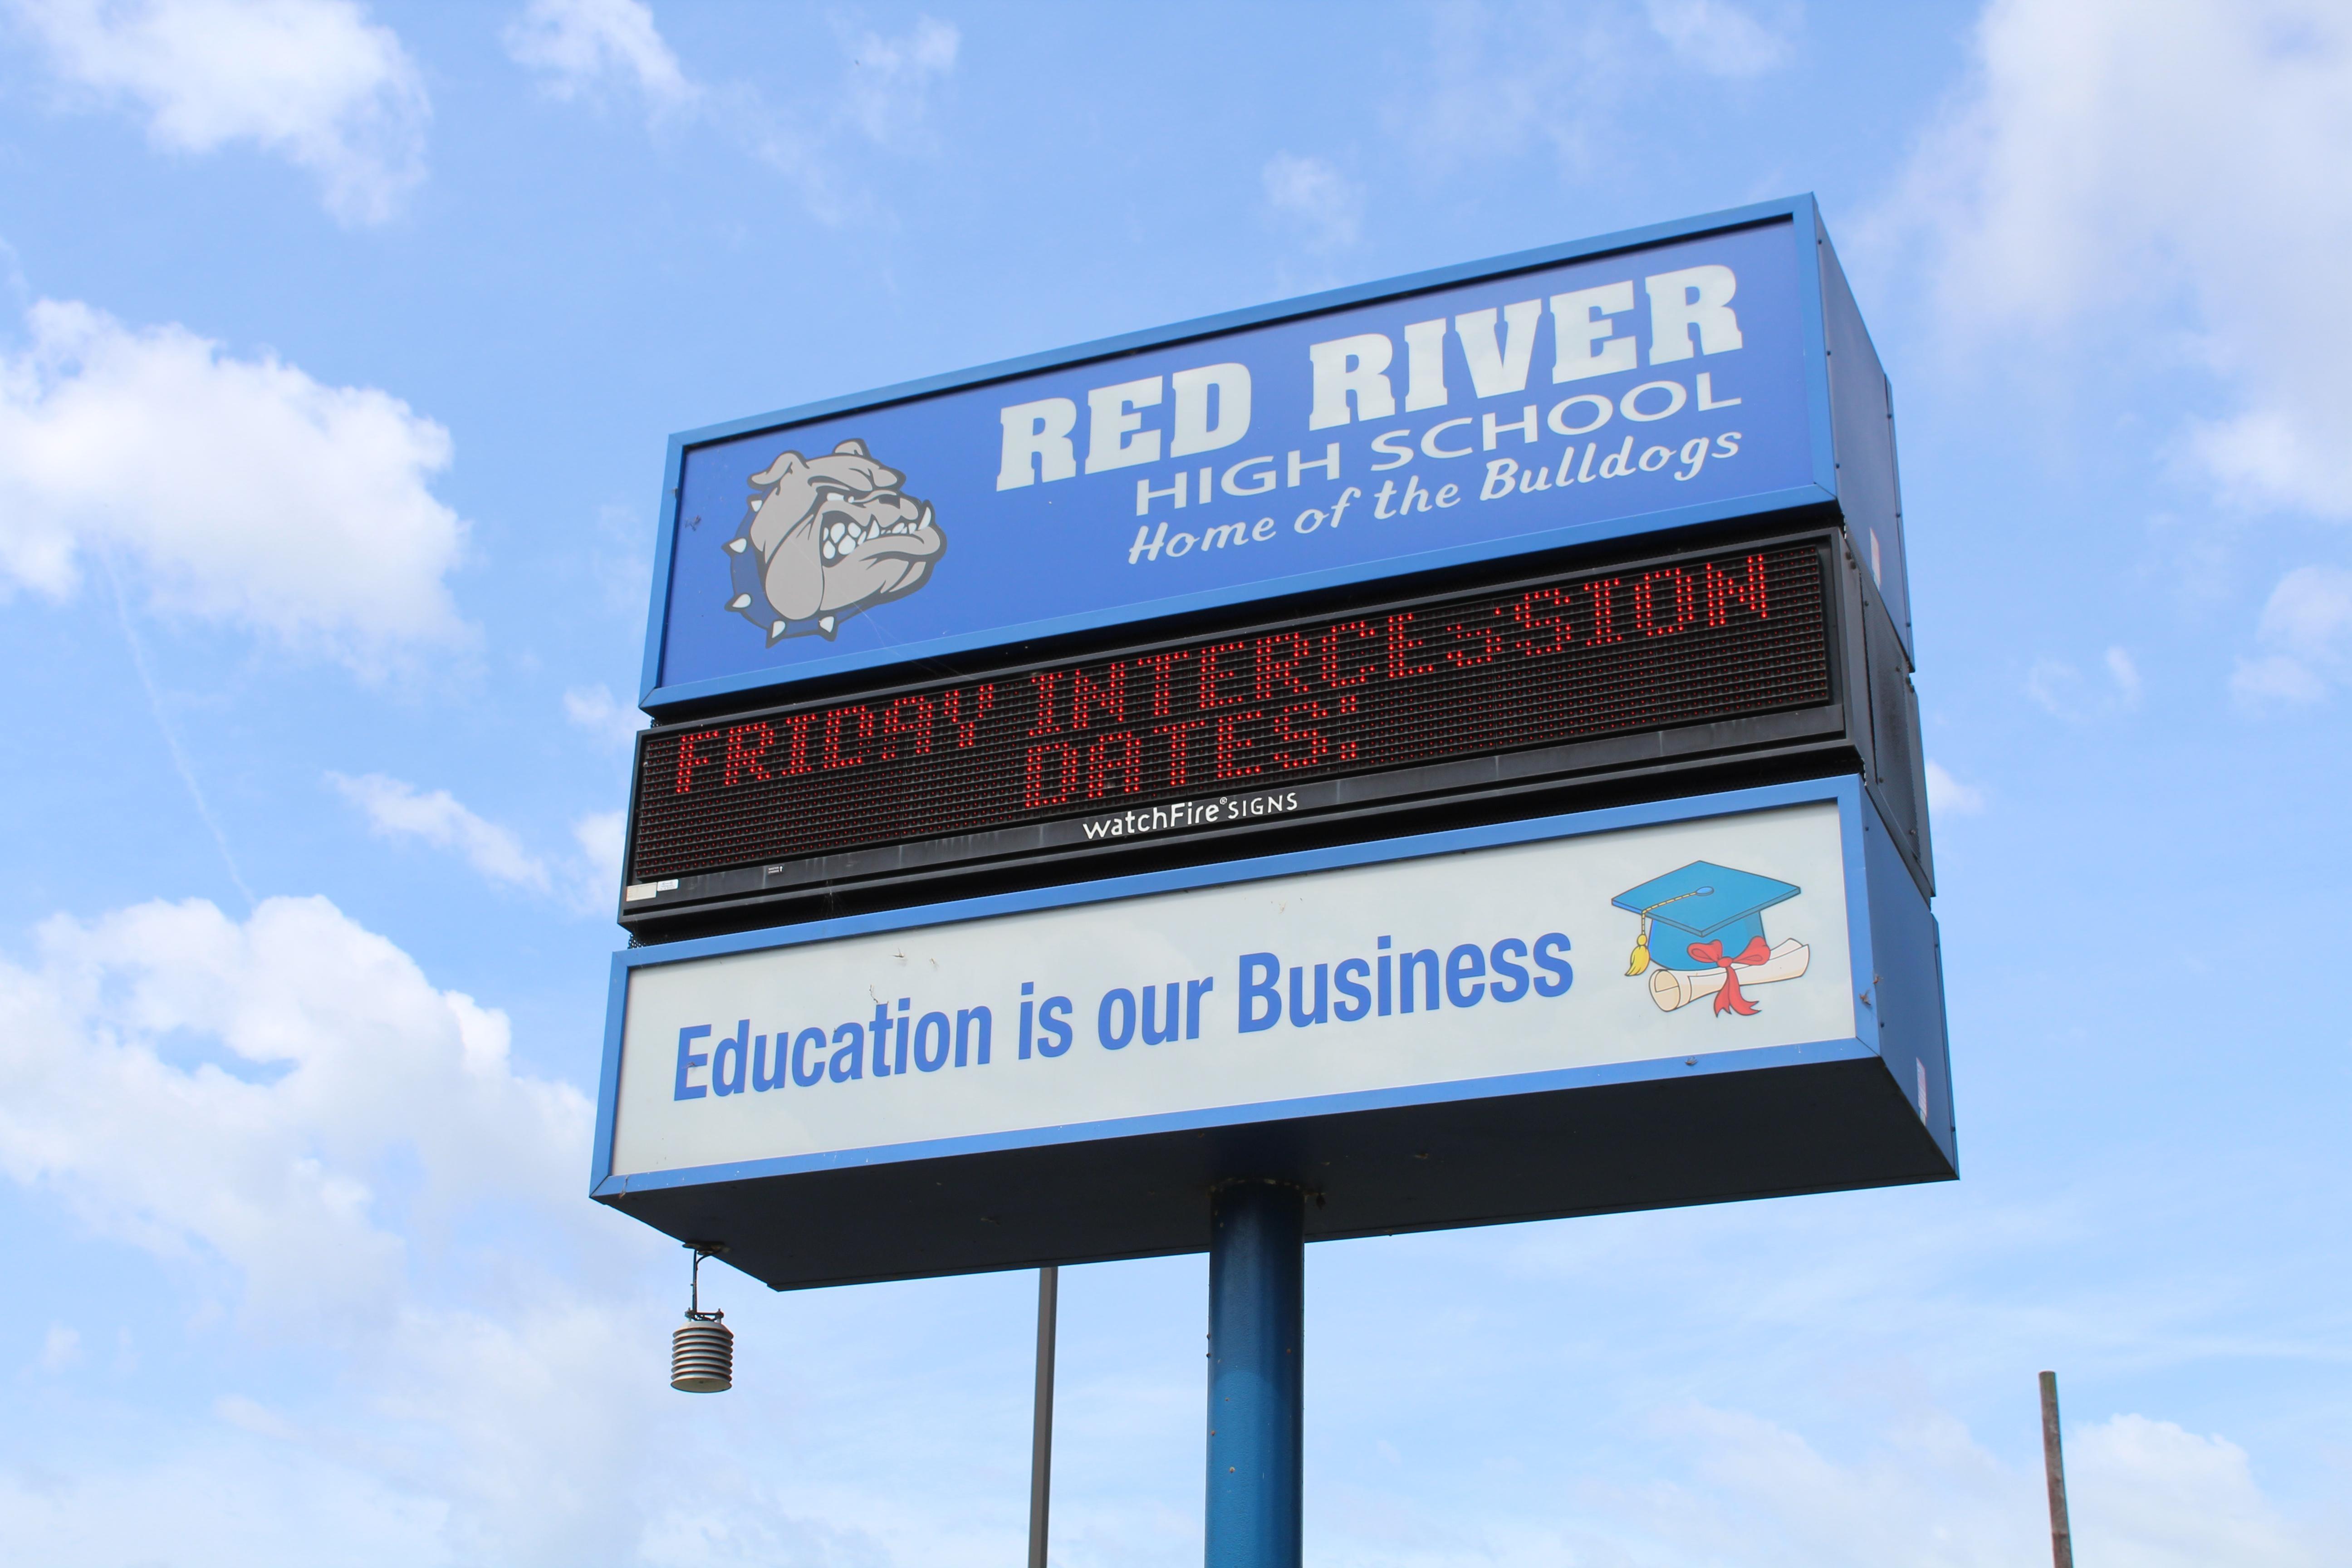 RED RIVER
HIGH SCHOOL
Home of the Bulldogs
FRIDAY INTERCESSION
DATES:
watchFire® SIGNS
Education is our Business